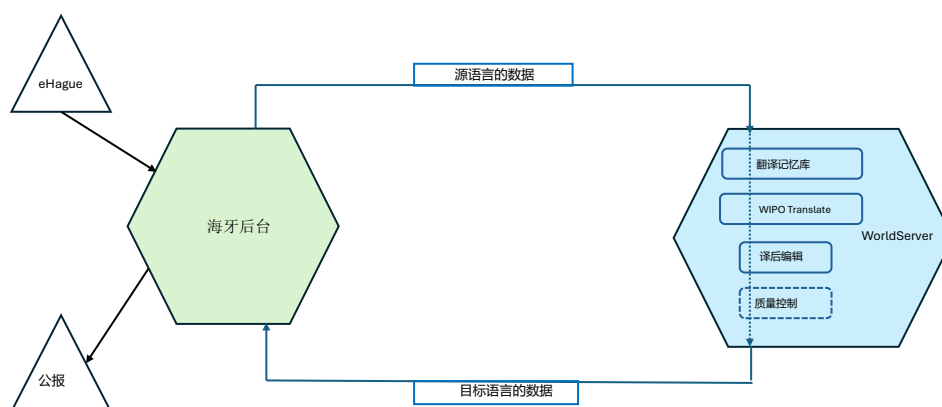 源语言的数据
eHague
翻译记忆库
WIPO Translate
海牙后台
WorldServer
译后编辑
质量控制
公报
目标语言的数据